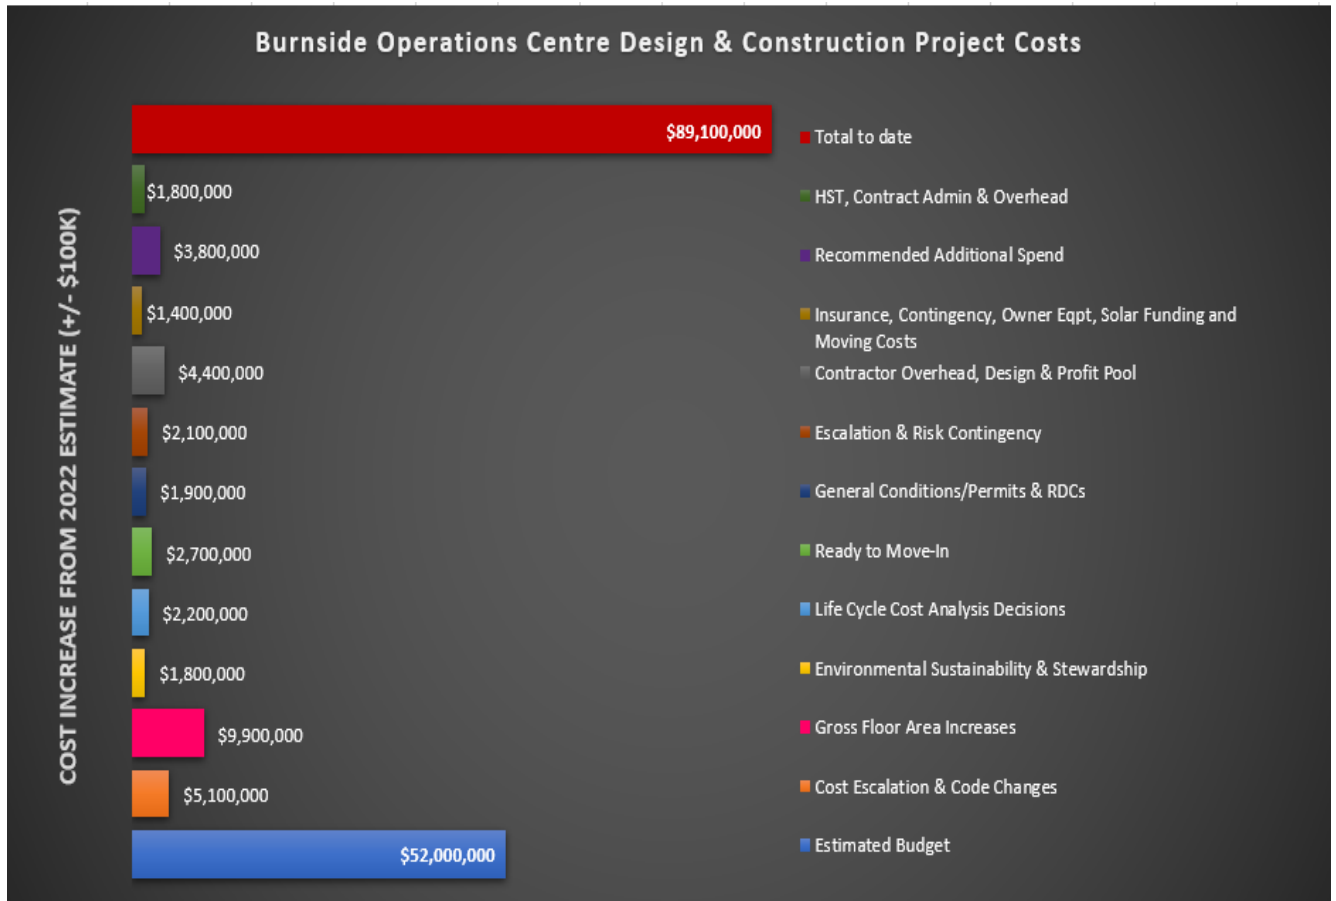 Burnside Operations Centre Design & Construction Project Costs
COST INCREASE FROM 2022 ESTIMATE (+/- $100K)
$89,100,000
Total to date
$1,800,000
HST, Contract Admin & Overhead
$3,800,000
Recommended Additional Spend
$1,400,000
Insurance, Contingency, Owner Eqpt, Solar Funding and
Moving Costs
$4,400,000
Contractor Overhead, Design & Profit Pool
$2,100,000
Escalation & Risk Contingency
$1,900,000
General Conditions/Permits & RDCs
$2,700,000
Ready to Move-In
$2,200,000
Life Cycle Cost Analysis Decisions
$1,800,000
Environmental Sustainability & Stewardship
$9,900,000
Gross Floor Area Increases
$5,100,000
Cost Escalation & Code Changes
$52,000,000
Estimated Budget